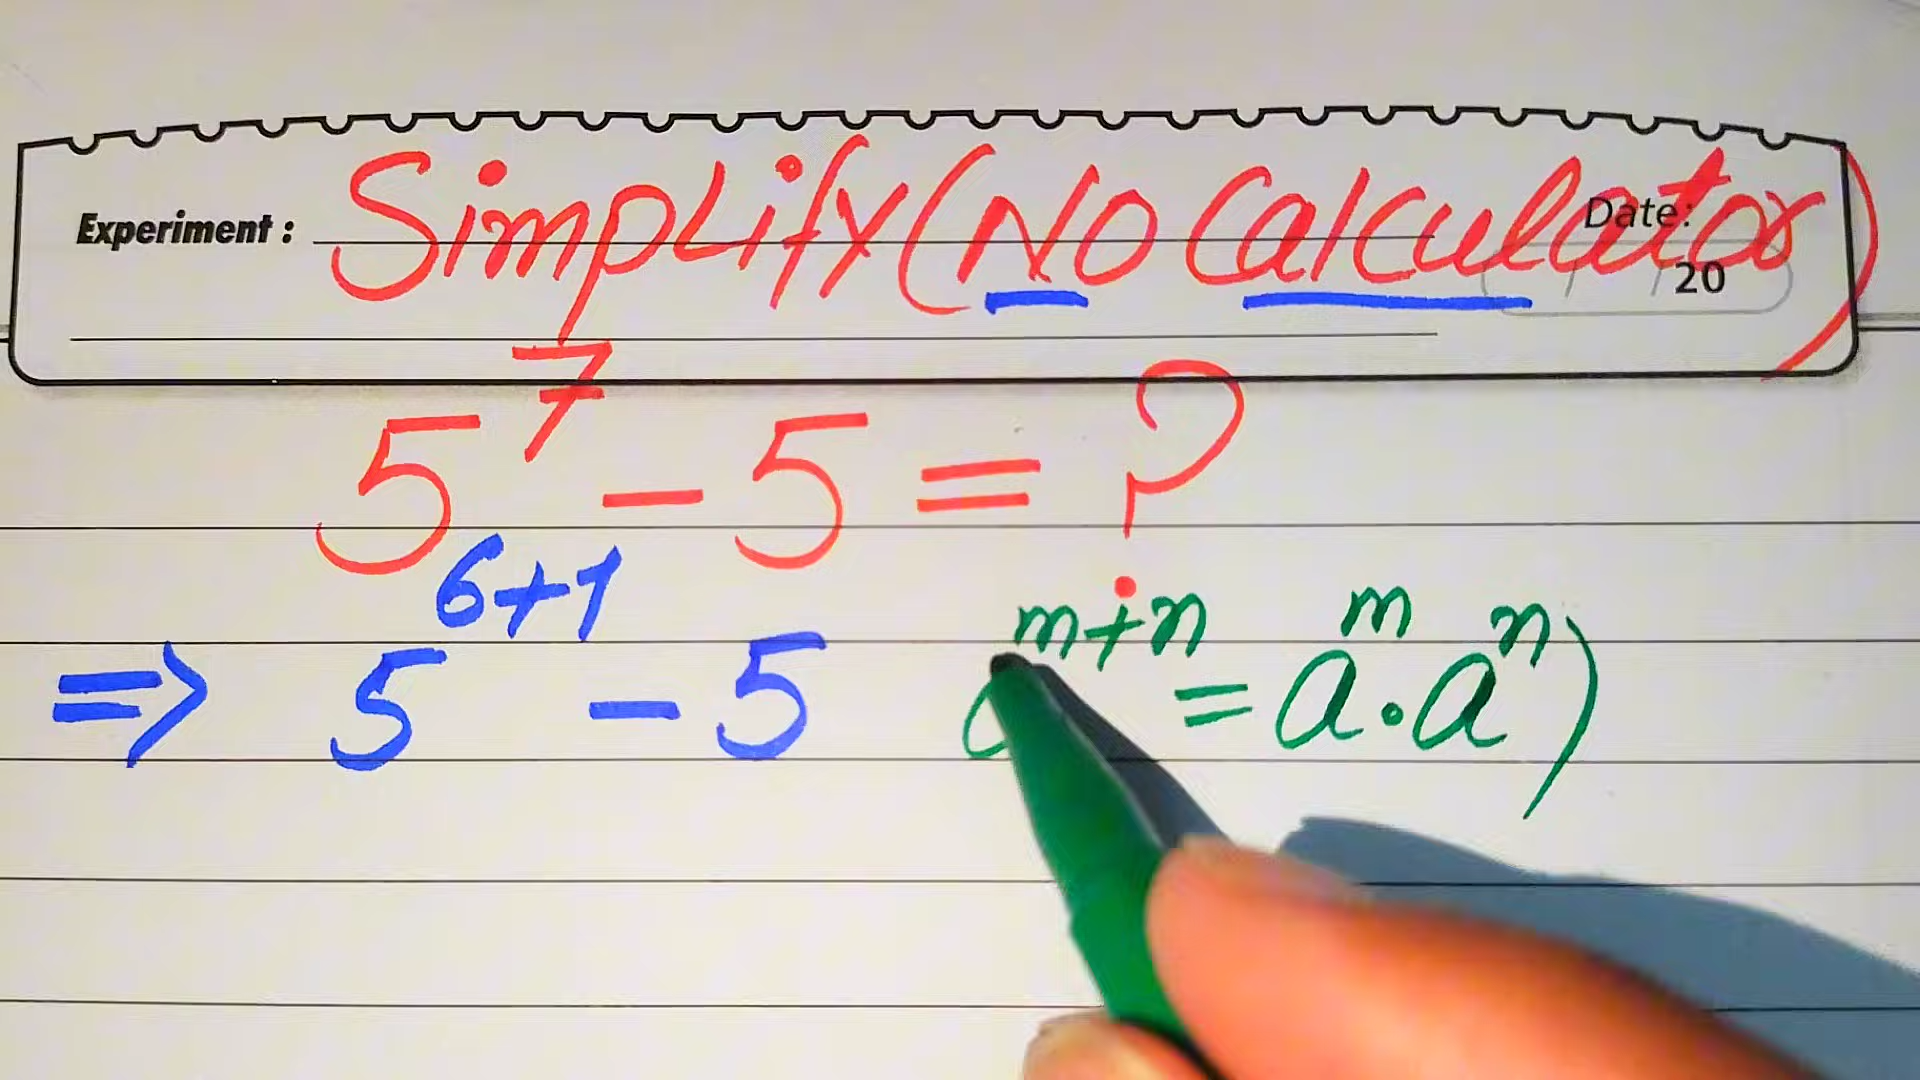 Simplify (No Calculator)
Experiment :
Date:
20
5^7 - 5 = ?
=> 5^{6+1} - 5   a^{m+n} = a^m . a^n)